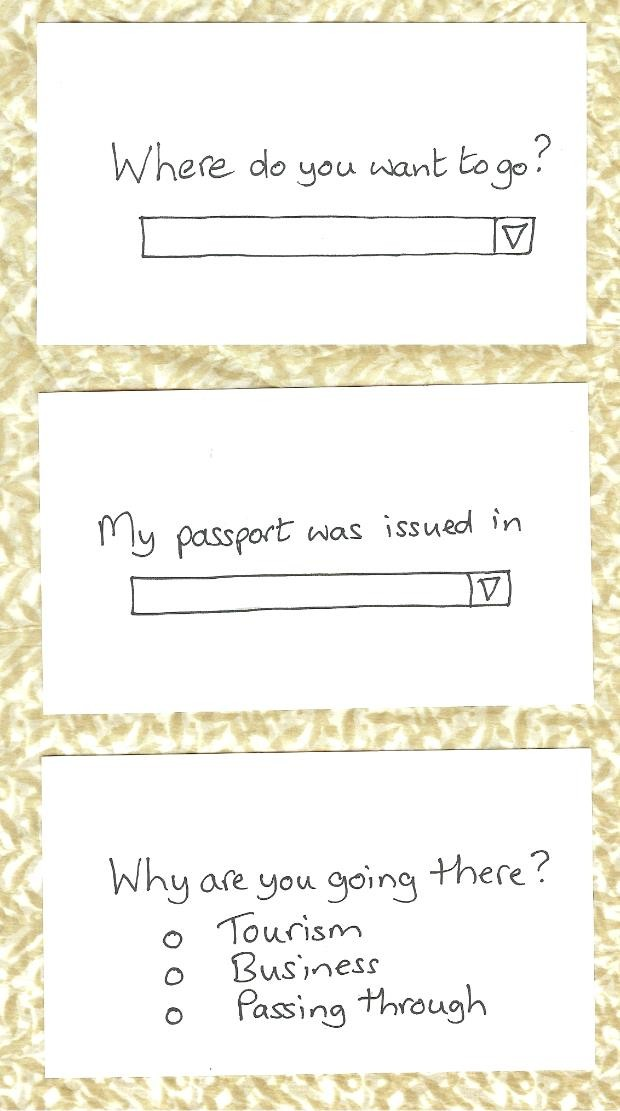 Where do you want to go?
My passport was issued in
Why are you going there?
Tourism
Business
Passing through